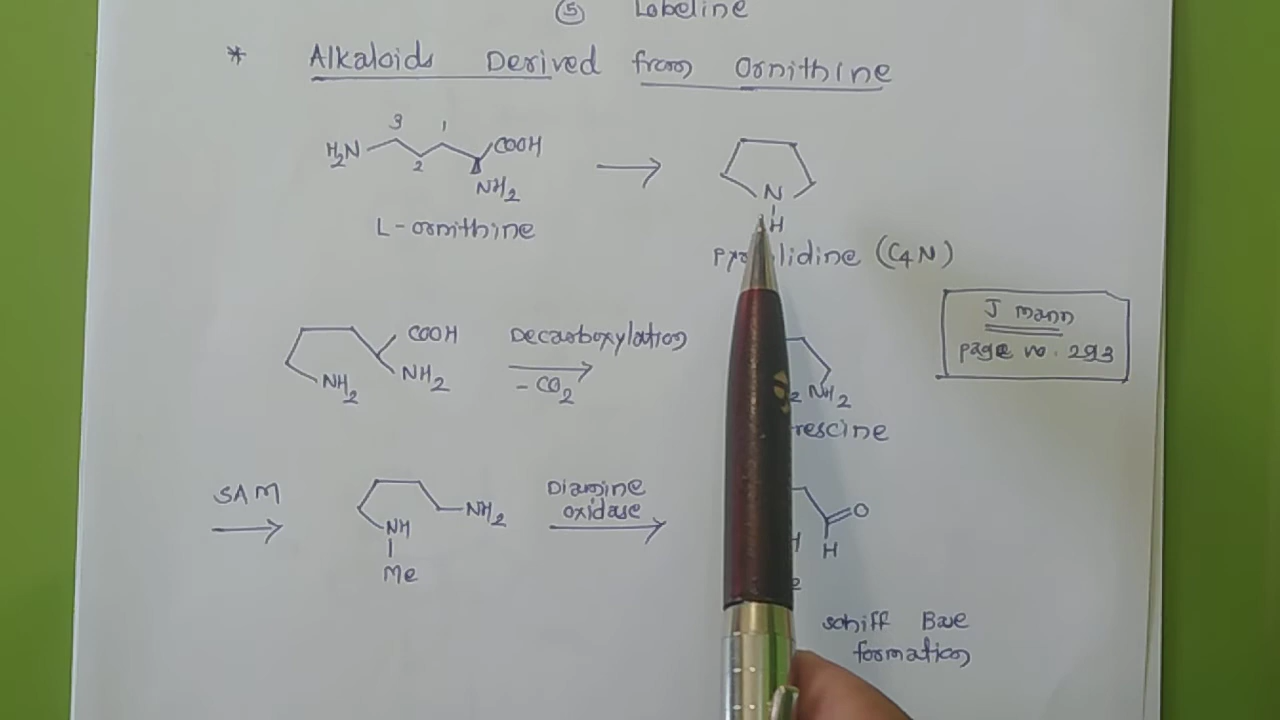 ⑤ Lobeline
* Alkaloids Derived from Ornithine
3 1
H₂N 2 COOH
NH₂
L-ornithine
N
H
lidine (C₄N)
J mann
page no. 293
COOH
NH₂ NH₂
Decarboxylation
- CO₂
2 NH₂
rescine
SAM
NH NH₂
Me
Diamine
oxidase
O
H H
schiff Base
formation